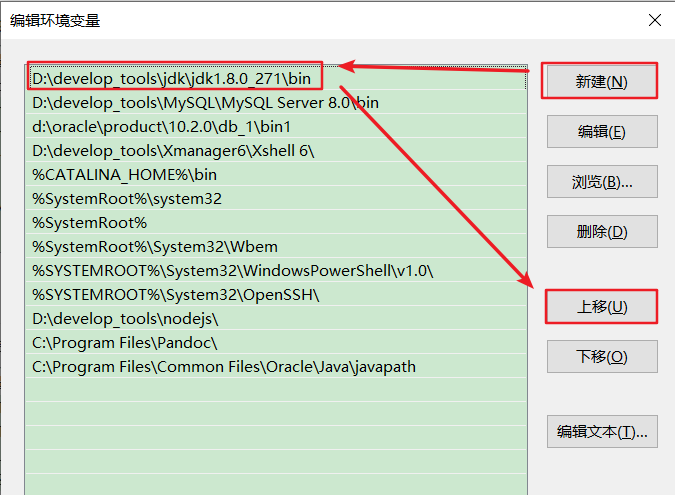 编辑环境变量
D:\develop_tools\jdk\jdk1.8.0_271\bin
D:\develop_tools\MySQL\MySQL Server 8.0\bin
d:\oracle\product\10.2.0\db_1\bin1
D:\develop_tools\Xmanager6\Xshell 6\
%CATALINA_HOME%\bin
%SystemRoot%\system32
%SystemRoot%
%SystemRoot%\System32\Wbem
%SYSTEMROOT%\System32\WindowsPowerShell\v1.0\
%SYSTEMROOT%\System32\OpenSSH\
D:\develop_tools\nodejs\
C:\Program Files\Pandoc\
C:\Program Files\Common Files\Oracle\Java\javapath
新建(N)
编辑(E)
浏览(B)...
删除(D)
上移(U)
下移(O)
编辑文本(T)...